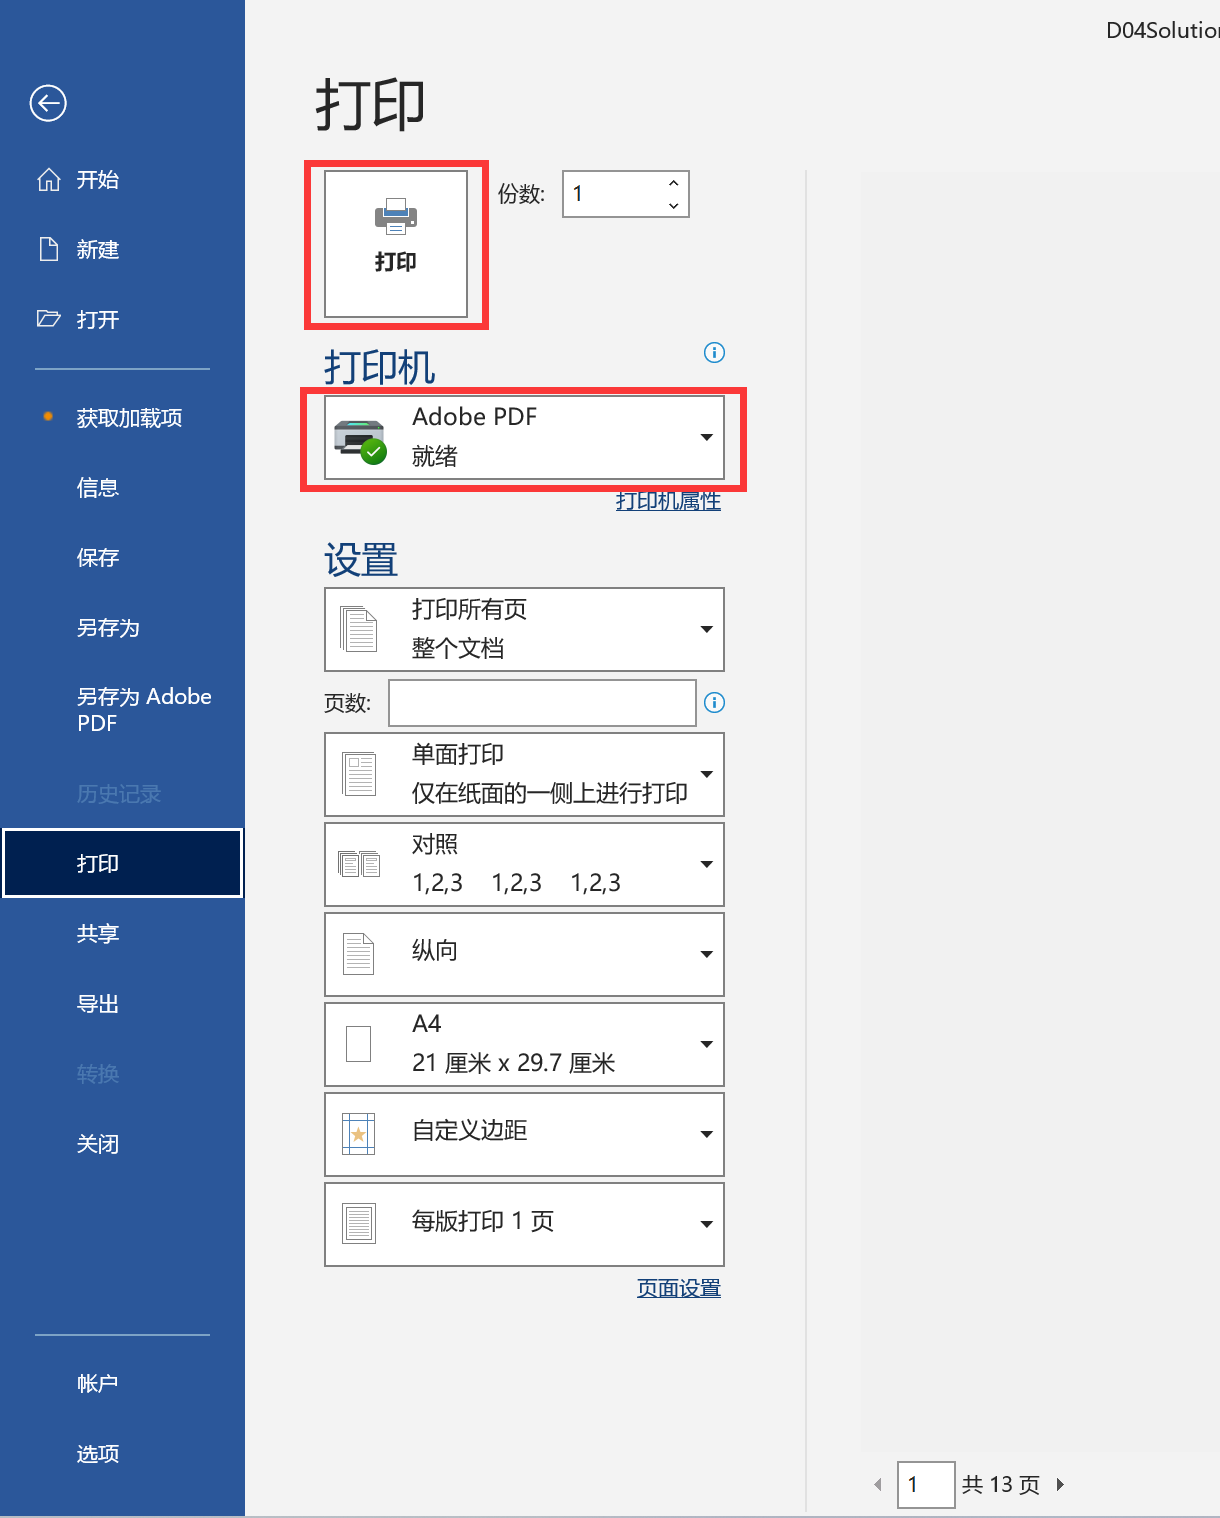 D04Solution
开始
新建
打开
获取加载项
信息
保存
另存为
另存为 Adobe
PDF
历史记录
打印
共享
导出
转换
关闭
帐户
选项
打印
打印
份数:
1
打印机
Adobe PDF
就绪
打印机属性
设置
打印所有页
整个文档
页数:
单面打印
仅在纸面的一侧上进行打印
对照
1,2,3 1,2,3 1,2,3
纵向
A4
21 厘米 x 29.7 厘米
自定义边距
每版打印 1 页
页面设置
1 共 13 页